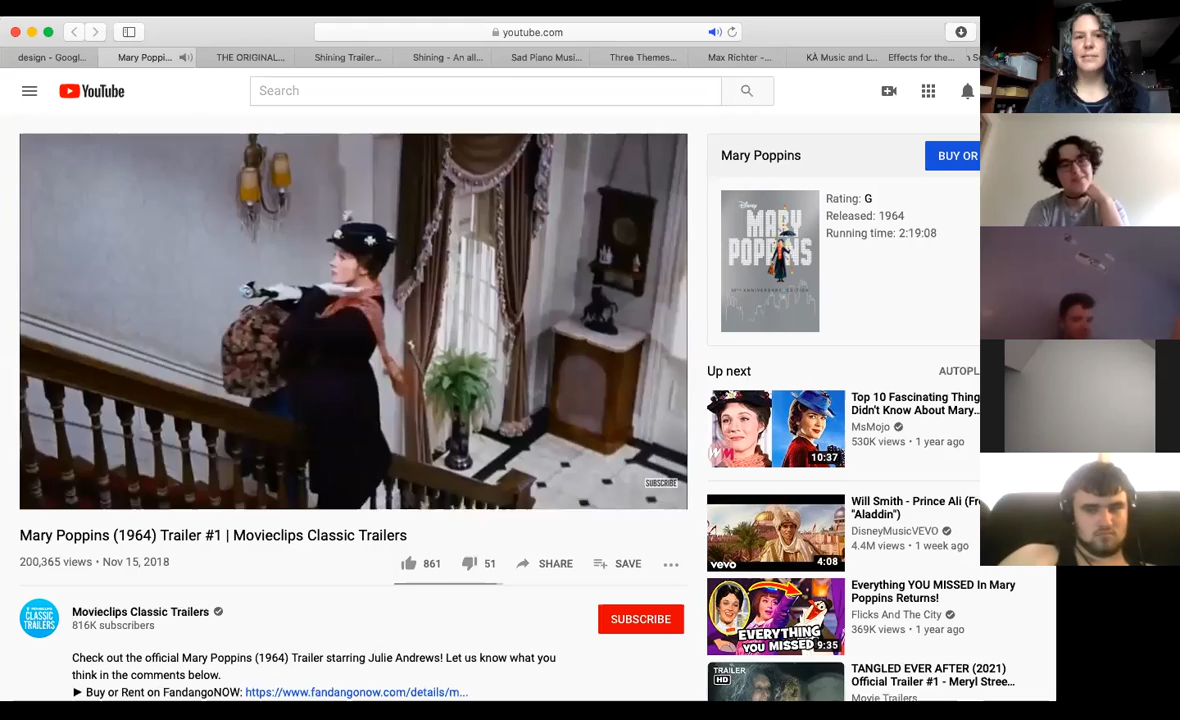 youtube.com
design - Googl...
Mary Poppi...
THE ORIGINAL...
Shining Trailer...
Shining - An all...
Sad Piano Musi...
Three Themes...
Max Richter -...
KÀ Music and L...
Effects for the...
YouTube
Search
SUBSCRIBE
Mary Poppins (1964) Trailer #1 | Movieclips Classic Trailers
200,365 views • Nov 15, 2018
861
51
SHARE
SAVE
CLASSIC
TRAILERS
Movieclips Classic Trailers
816K subscribers
SUBSCRIBE
Check out the official Mary Poppins (1964) Trailer starring Julie Andrews! Let us know what you
think in the comments below.
► Buy or Rent on FandangoNOW: https://www.fandangonow.com/details/m...
Mary Poppins
BUY OR
Disney
MARY
POPPINS
Rating: G
Released: 1964
Running time: 2:19:08
Up next
AUTOPL
WM
10:37
Top 10 Fascinating Thing
Didn't Know About Mary...
MsMojo
530K views • 1 year ago
vevo
4:08
Will Smith - Prince Ali (Fr
"Aladdin")
DisneyMusicVEVO
4.4M views • 1 week ago
EVERYTHING
YOU MISSED
9:35
Everything YOU MISSED In Mary
Poppins Returns!
Flicks And The City
369K views • 1 year ago
TRAILER
HD
TANGLED EVER AFTER (2021)
Official Trailer #1 - Meryl Stree...
Movie Trailers